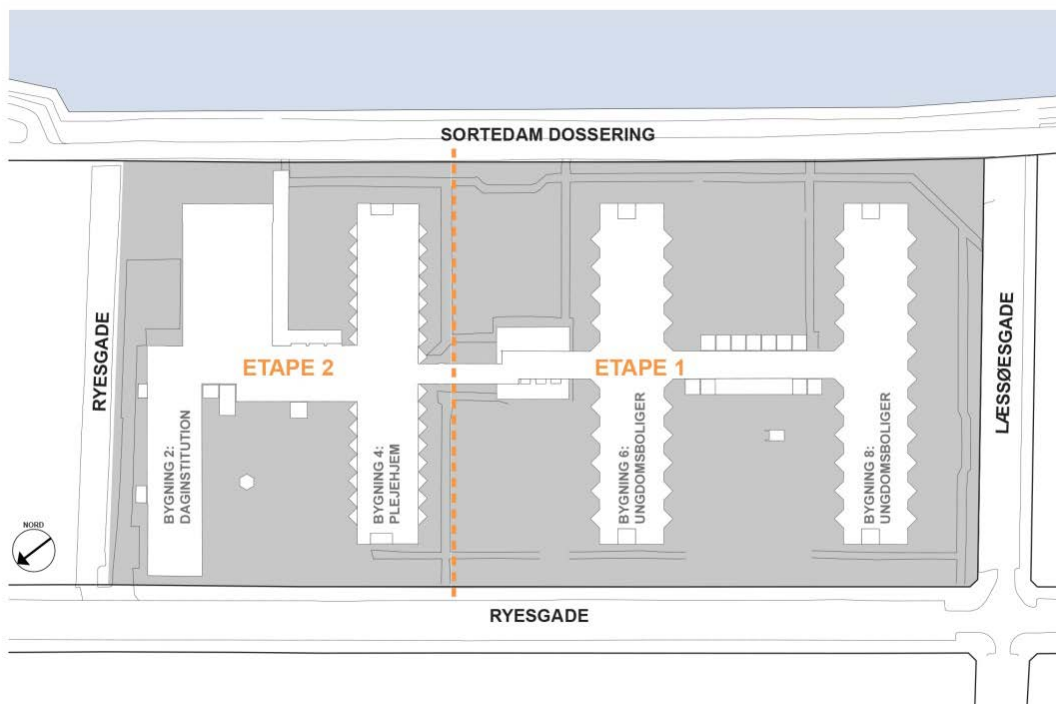 SORTEDAM DOSSERING
RYESGADE
ETAPE 2
ETAPE 1
LÆSSØESGADE
BYGNING 2:
DAGINSTITUTION
BYGNING 4:
PLEJEHJEM
BYGNING 6:
UNGDOMSBOLIGER
BYGNING 8:
UNGDOMSBOLIGER
NORD
RYESGADE